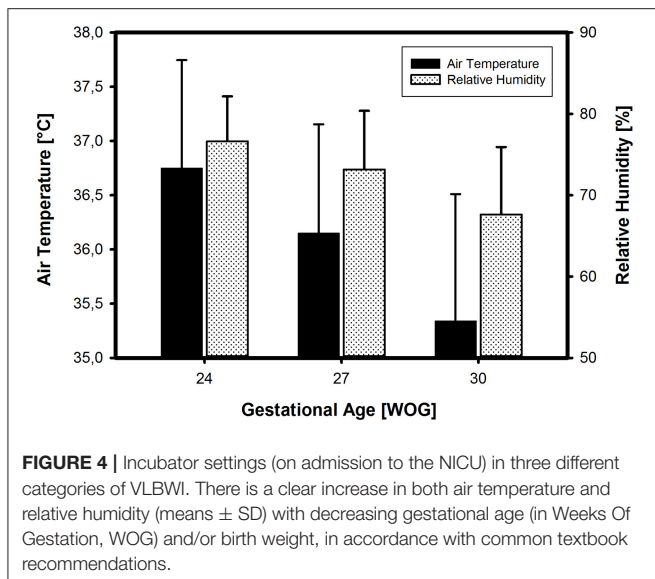 38,0
37,5
37,0
36,5
36,0
35,5
35,0
Air Temperature [°C]
Air Temperature
Relative Humidity
90
80
70
60
50
Relative Humidity [%]
24
27
30
Gestational Age [WOG]
FIGURE 4 | Incubator settings (on admission to the NICU) in three different
categories of VLBWI. There is a clear increase in both air temperature and
relative humidity (means ± SD) with decreasing gestational age (in Weeks Of
Gestation, WOG) and/or birth weight, in accordance with common textbook
recommendations.